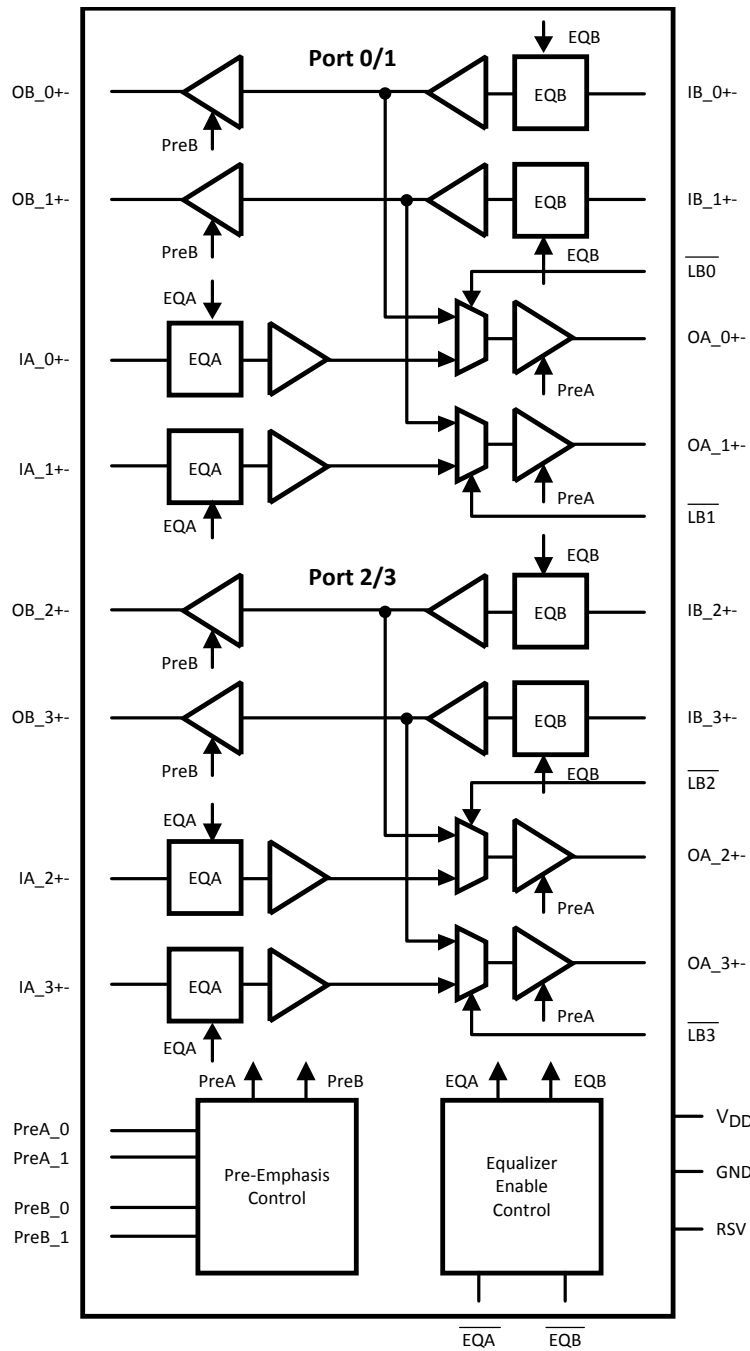 EQB
Port 0/1
OB_0+-
EQB
IB_0+-
PreB
OB_1+-
EQB
IB_1+-
PreB
EQB
LB0
EQA
IA_0+-
EQA
OA_0+-
PreA
IA_1+-
EQA
OA_1+-
PreA
EQA
LB1
EQB
Port 2/3
OB_2+-
EQB
IB_2+-
PreB
OB_3+-
EQB
IB_3+-
PreB
EQB
LB2
EQA
IA_2+-
EQA
OA_2+-
PreA
IA_3+-
EQA
OA_3+-
PreA
EQA
LB3
PreA
PreB
EQA
EQB
PreA_0
PreA_1
PreB_0
PreB_1
Pre-Emphasis
Control
Equalizer
Enable
Control
VDD
GND
RSV
EQA
EQB